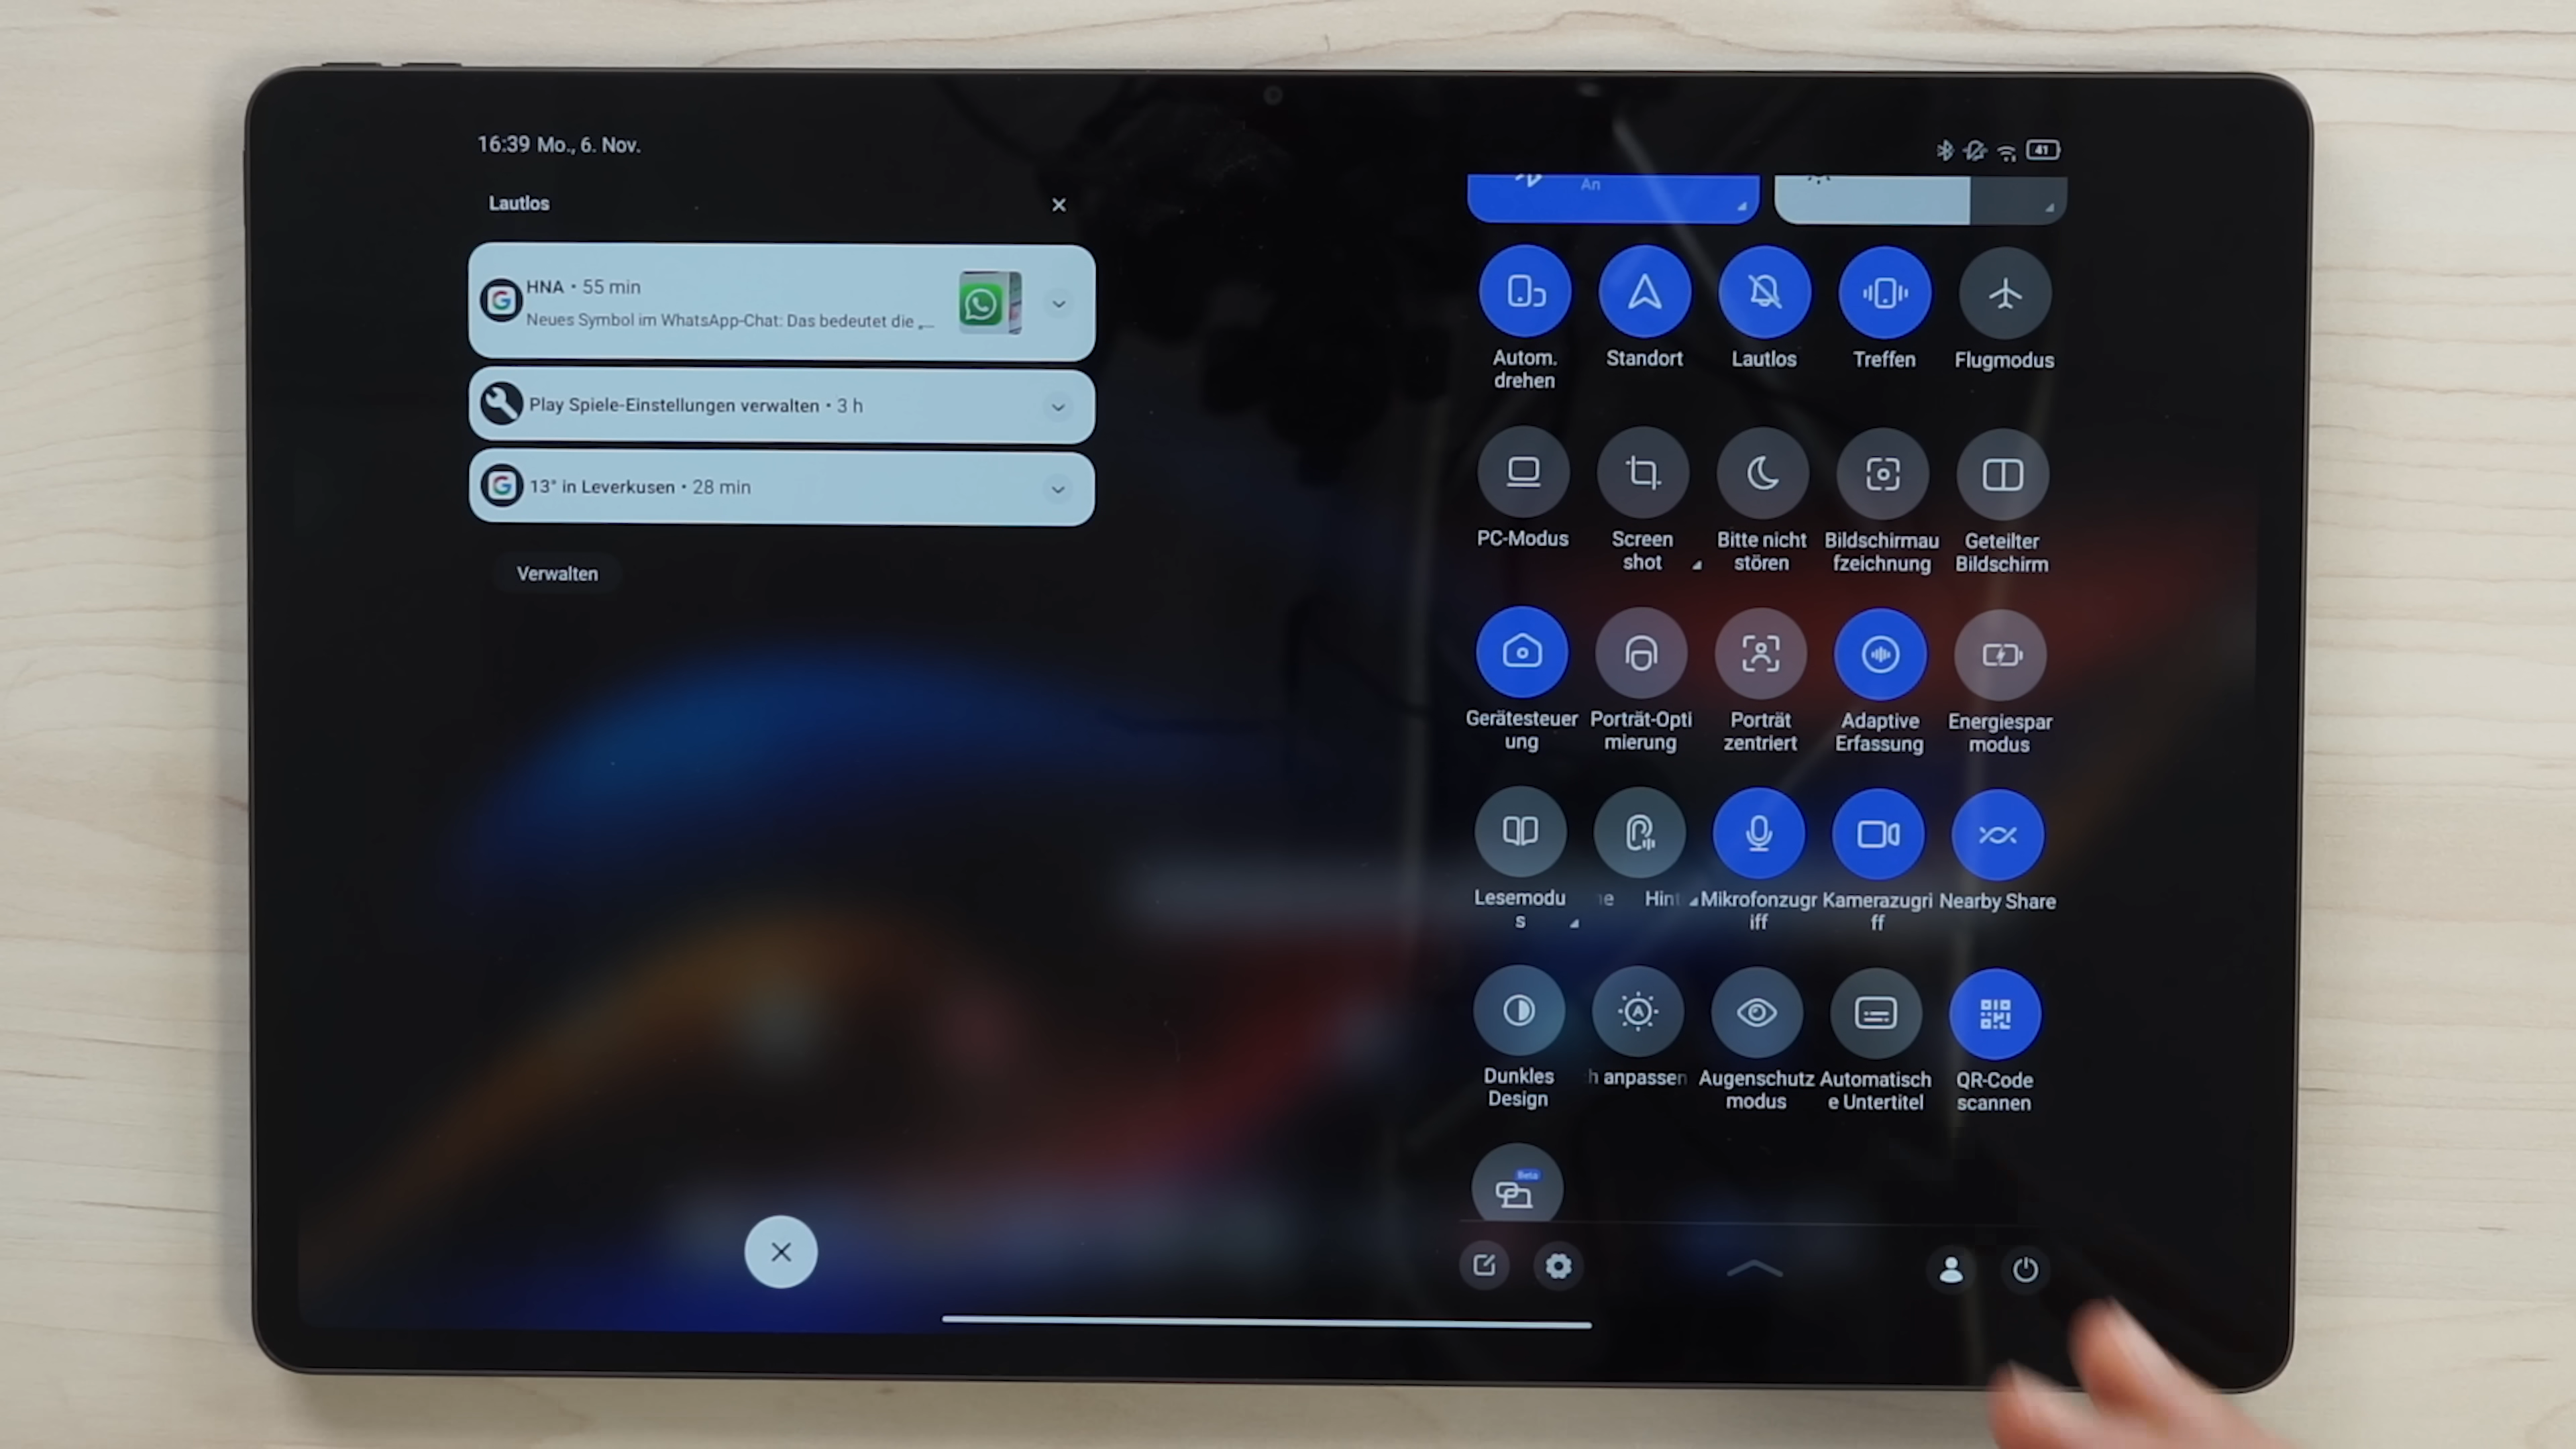 16:39 Mo., 6. Nov.
41
Lautlos
HNA • 55 min
Neues Symbol im WhatsApp-Chat: Das bedeutet die „...
Play Spiele-Einstellungen verwalten • 3 h
13° in Leverkusen • 28 min
Verwalten
An
Autom.
drehen
Standort
Lautlos
Treffen
Flugmodus
PC-Modus
Screen
shot
Bitte nicht
stören
Bildschirmau
fzeichnung
Geteilter
Bildschirm
Gerätesteuer
ung
Porträt-Opti
mierung
Porträt
zentriert
Adaptive
Erfassung
Energiespar
modus
Lesemodu
s
Hint
Mikrofonzugr
iff
Kamerazugri
ff
Nearby Share
Dunkles
Design
h anpassen
Augenschutz
modus
Automatisch
e Untertitel
QR-Code
scannen
Beta